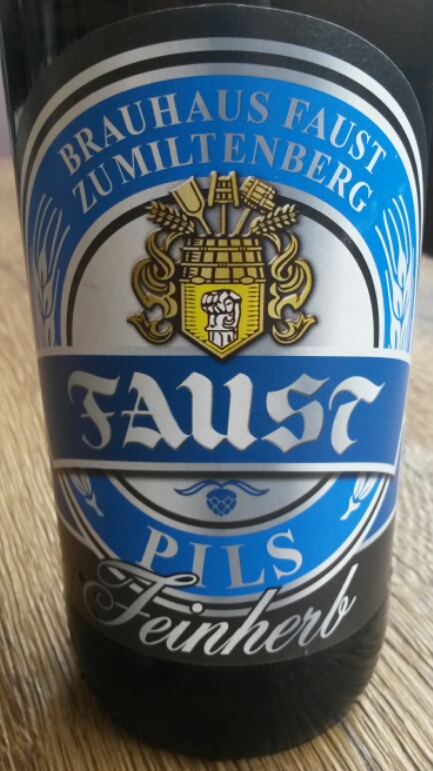 BRAUHAUS FAUST
ZU MILTENBERG
FAUST
PILS
Feinherb